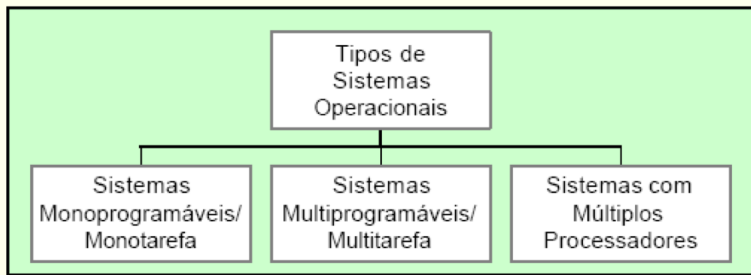 Tipos de
Sistemas
Operacionais
Sistemas
Monoprogramáveis/
Monotarefa
Sistemas
Multiprogramáveis/
Multitarefa
Sistemas com
Múltiplos
Processadores